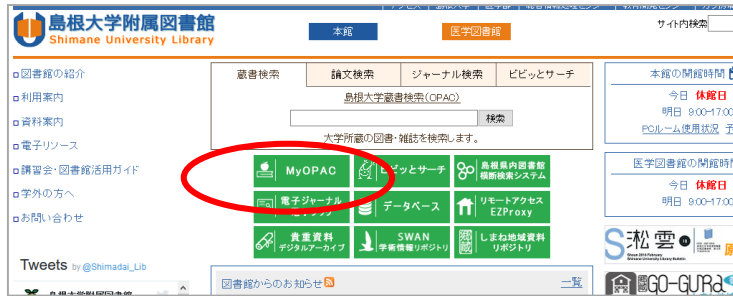 島根大学附属図書館
Shimane University Library
本館
医学図書館
サイト内検索
図書館の紹介
利用案内
資料案内
電子リソース
講習会・図書館活用ガイド
学外の方へ
お問い合わせ
Tweets by @Shimadai_Lib
蔵書検索
論文検索
ジャーナル検索
ビビっとサーチ
島根大学蔵書検索(OPAC)
検索
大学所蔵の図書・雑誌を検索します。
MyOPAC
ビビっとサーチ
島根県内図書館
横断検索システム
電子ジャーナル
データベース
リモートアクセス
EZProxy
貴重資料
デジタルアーカイブ
SWAN
学術情報リポジトリ
しまね地域資料
リポジトリ
図書館からのお知らせ
一覧
本館の開館時間
今日 休館日
明日 9:00-17:00
PCルーム使用状況
医学図書館の開館時
今日 休館日
明日 9:00-17:00
淞雲
GO-GURa